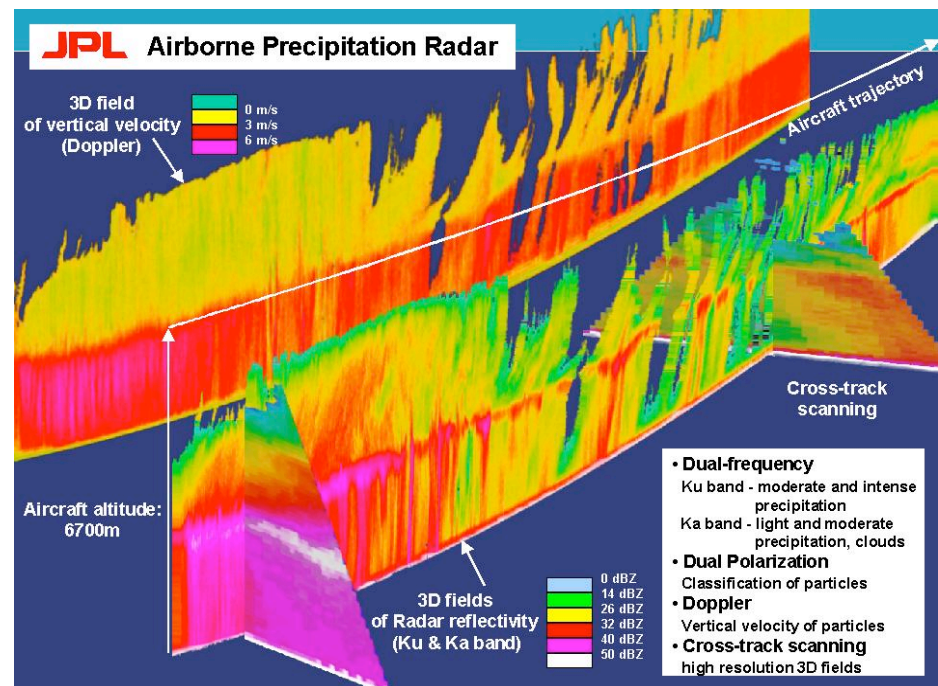 JPL Airborne Precipitation Radar
3D field
of vertical velocity
(Doppler)
0 m/s
3 m/s
6 m/s
Aircraft trajectory
Cross-track
scanning
Aircraft altitude:
6700m
3D fields
of Radar reflectivity
(Ku & Ka band)
0 dBZ
14 dBZ
26 dBZ
32 dBZ
40 dBZ
50 dBZ
• Dual-frequency
Ku band - moderate and intense
precipitation
Ka band - light and moderate
precipitation, clouds
• Dual Polarization
Classification of particles
• Doppler
Vertical velocity of particles
• Cross-track scanning
high resolution 3D fields